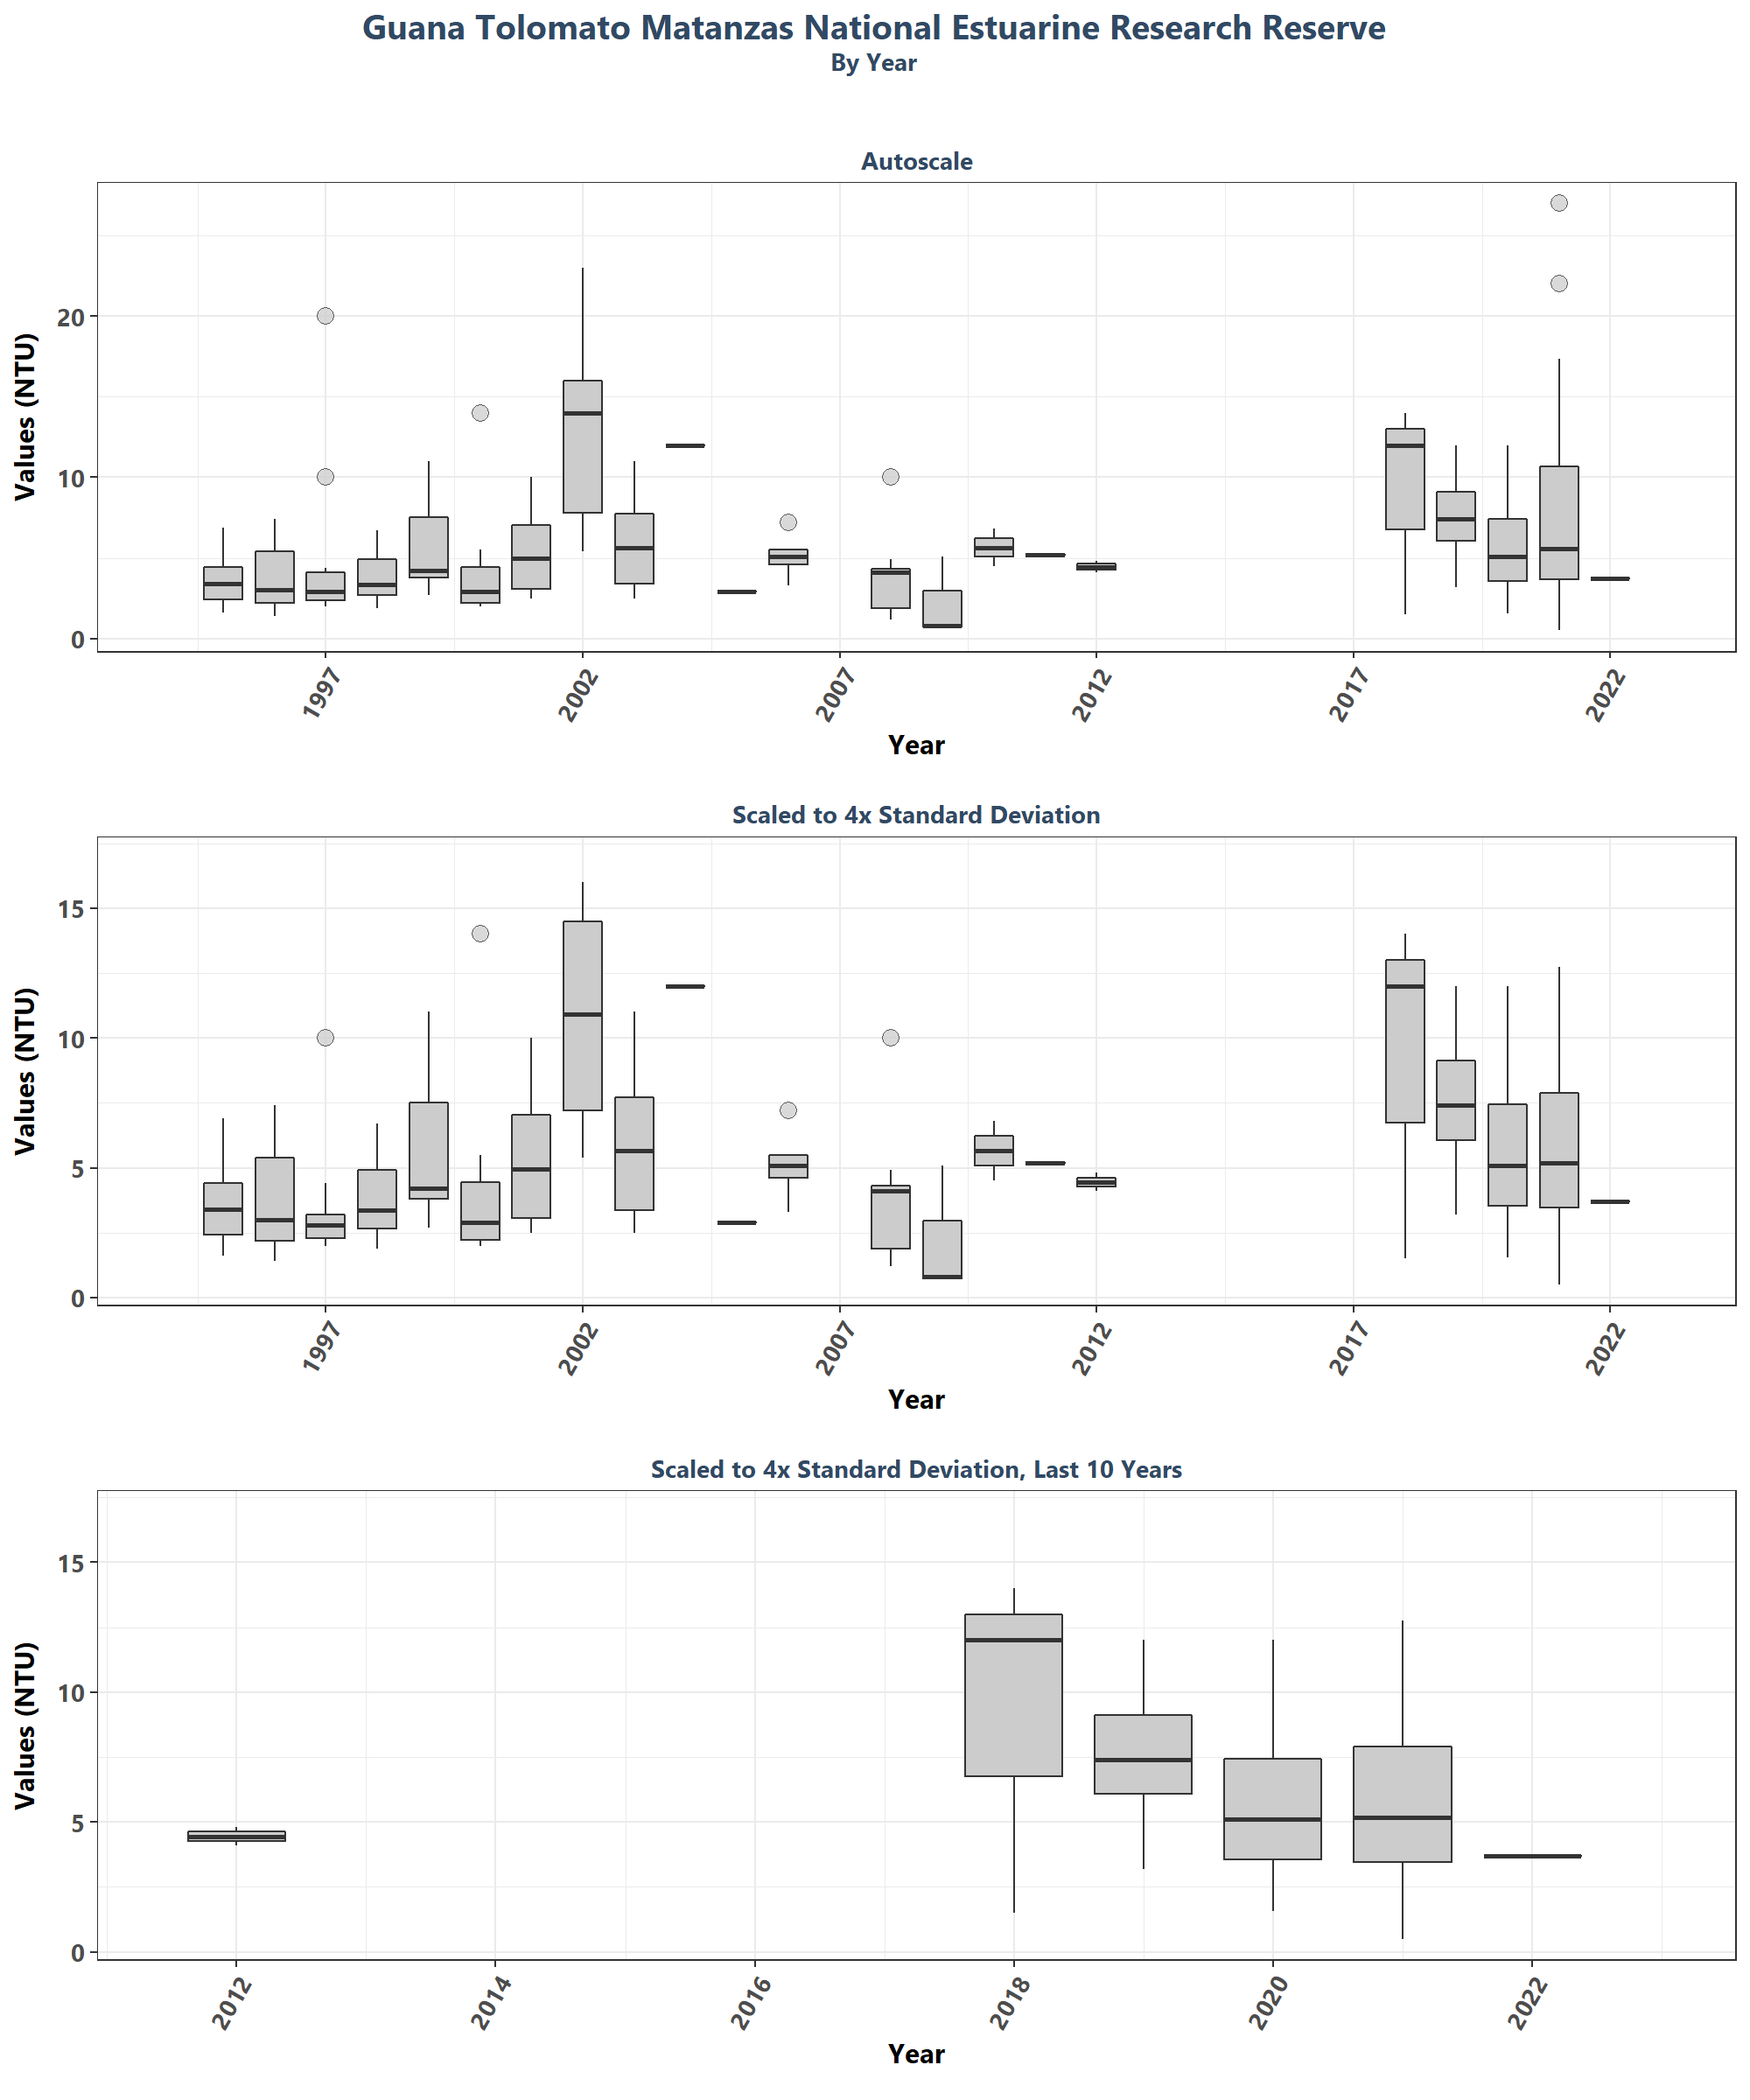 Guana Tolomato Matanzas National Estuarine Research Reserve
By Year
Autoscale
Values (NTU)
20
10
0
1997
2002
2007
2012
2017
2022
Year
Scaled to 4x Standard Deviation
Values (NTU)
15
10
5
0
1997
2002
2007
2012
2017
2022
Year
Scaled to 4x Standard Deviation, Last 10 Years
Values (NTU)
15
10
5
0
2012
2014
2016
2018
2020
2022
Year